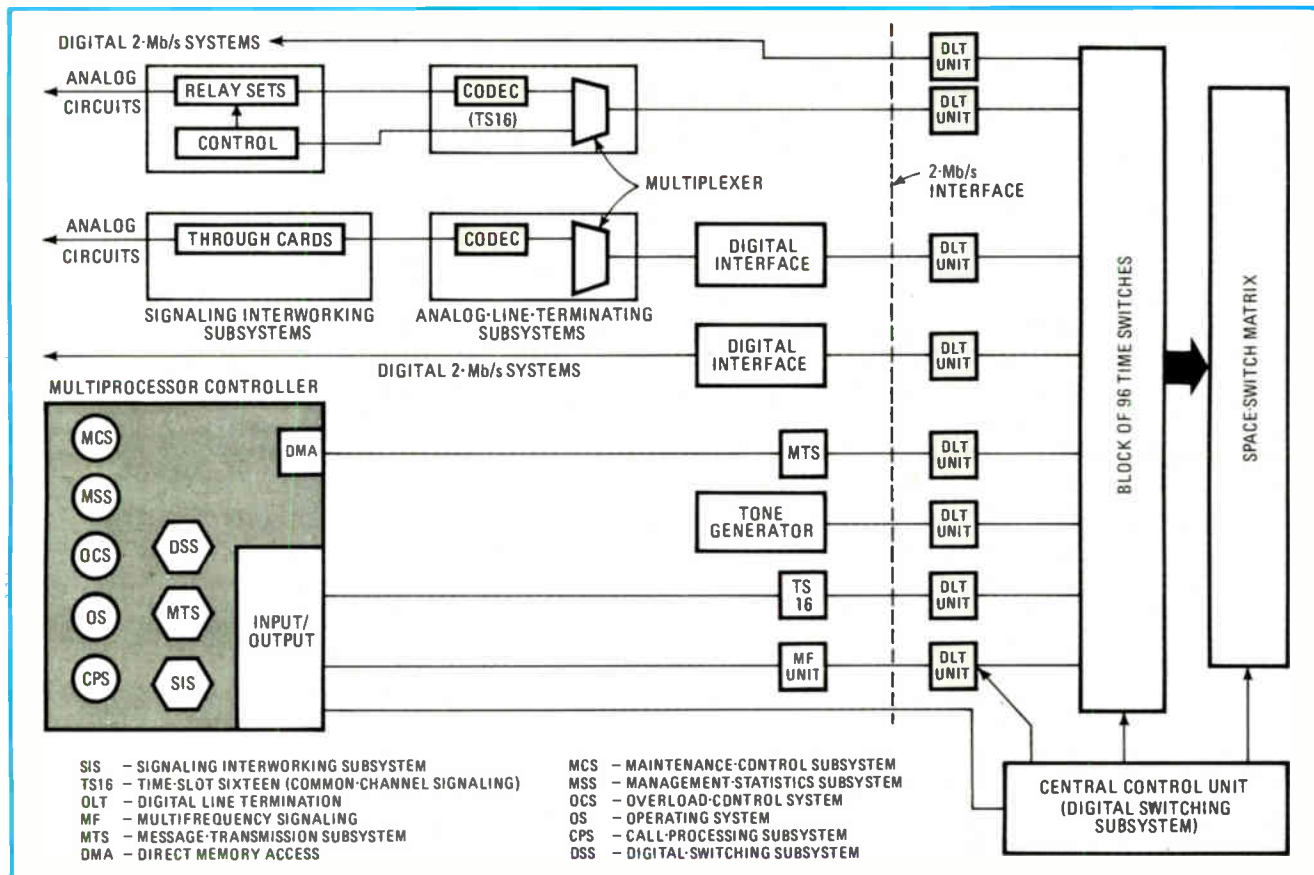 DIGITAL 2-Mb/s SYSTEMS
ANALOG
CIRCUITS
RELAY SETS
CONTROL
CODEC
(TS16)
MULTIPLEXER
DLT
UNIT
DLT
UNIT
2-Mb/s
INTERFACE
ANALOG
CIRCUITS
THROUGH CARDS
CODEC
DIGITAL
INTERFACE
DLT
UNIT
SIGNALING INTERWORKING
SUBSYSTEMS
ANALOG-LINE-TERMINATING
SUBSYSTEMS
DIGITAL 2-Mb/s SYSTEMS
DIGITAL
INTERFACE
DLT
UNIT
BLOCK OF 96 TIME SWITCHES
SPACE-SWITCH MATRIX
MULTIPROCESSOR CONTROLLER
MCS
MSS
OCS
OS
CPS
DSS
MTS
SIS
DMA
INPUT/
OUTPUT
MTS
DLT
UNIT
TONE
GENERATOR
DLT
UNIT
TS
16
DLT
UNIT
MF
UNIT
DLT
UNIT
CENTRAL CONTROL UNIT
(DIGITAL SWITCHING
SUBSYSTEM)
SIS – SIGNALING INTERWORKING SUBSYSTEM
TS16 – TIME-SLOT SIXTEEN (COMMON-CHANNEL SIGNALING)
OLT – DIGITAL LINE TERMINATION
MF – MULTIFREQUENCY SIGNALING
MTS – MESSAGE-TRANSMISSION SUBSYSTEM
DMA – DIRECT MEMORY ACCESS
MCS – MAINTENANCE-CONTROL SUBSYSTEM
MSS – MANAGEMENT-STATISTICS SUBSYSTEM
OCS – OVERLOAD-CONTROL SYSTEM
OS – OPERATING SYSTEM
CPS – CALL-PROCESSING SUBSYSTEM
DSS – DIGITAL-SWITCHING SUBSYSTEM